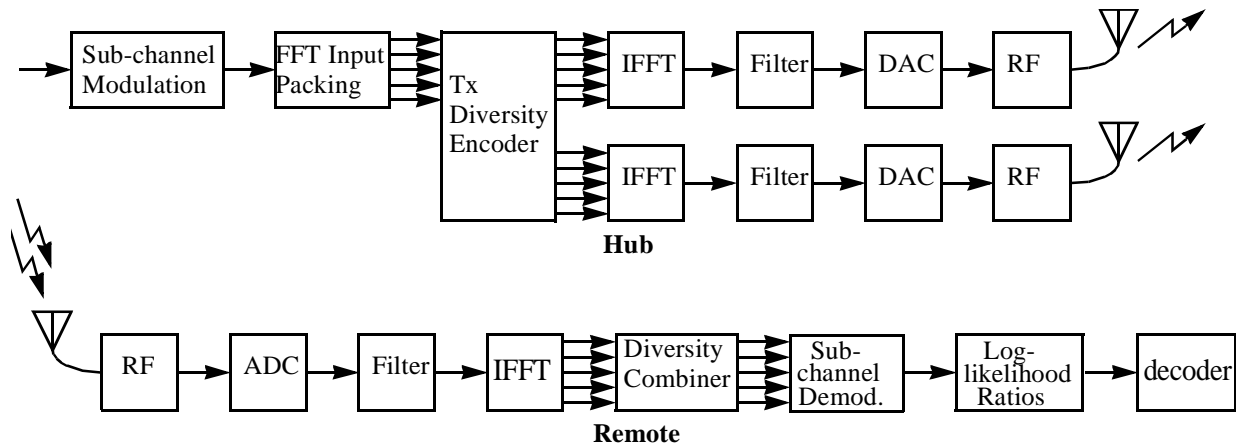 Sub-channel
Modulation
FFT Input
Packing
Tx
Diversity
Encoder
IFFT
Filter
DAC
RF
IFFT
Filter
DAC
RF
Hub
RF
ADC
Filter
IFFT
Diversity
Combiner
Sub-
channel
Demod.
Log-
likelihood
Ratios
decoder
Remote